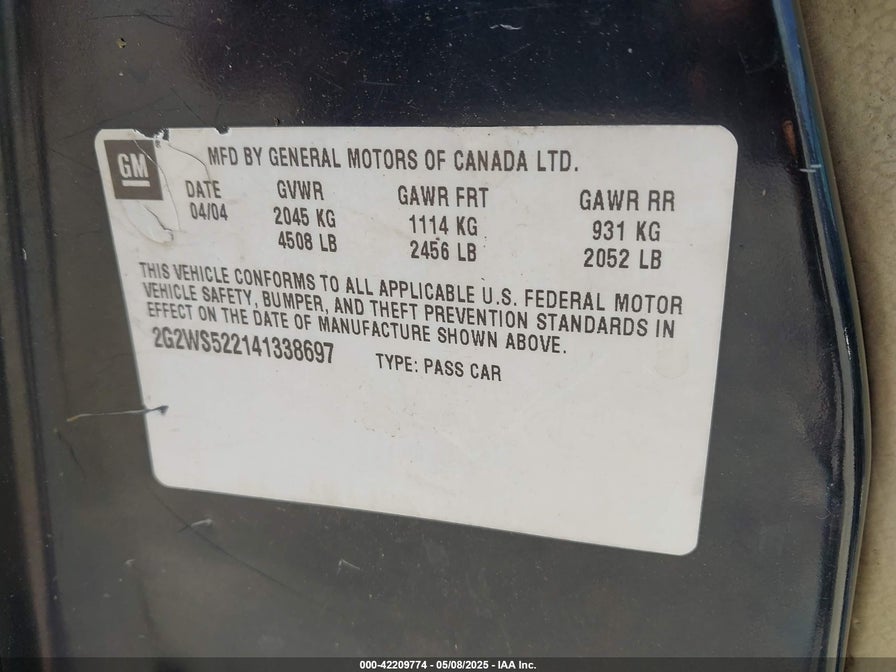 GM
MFD BY GENERAL MOTORS OF CANADA LTD.
DATE GVWR GAWR FRT GAWR RR
04/04 2045 KG 1114 KG 931 KG
4508 LB 2456 LB 2052 LB
THIS VEHICLE CONFORMS TO ALL APPLICABLE U.S. FEDERAL MOTOR
VEHICLE SAFETY, BUMPER, AND THEFT PREVENTION STANDARDS IN
EFFECT ON THE DATE OF MANUFACTURE SHOWN ABOVE.
2G2WS522141338697 TYPE: PASS CAR
000-42209774 - 05/08/2025 - IAA Inc.